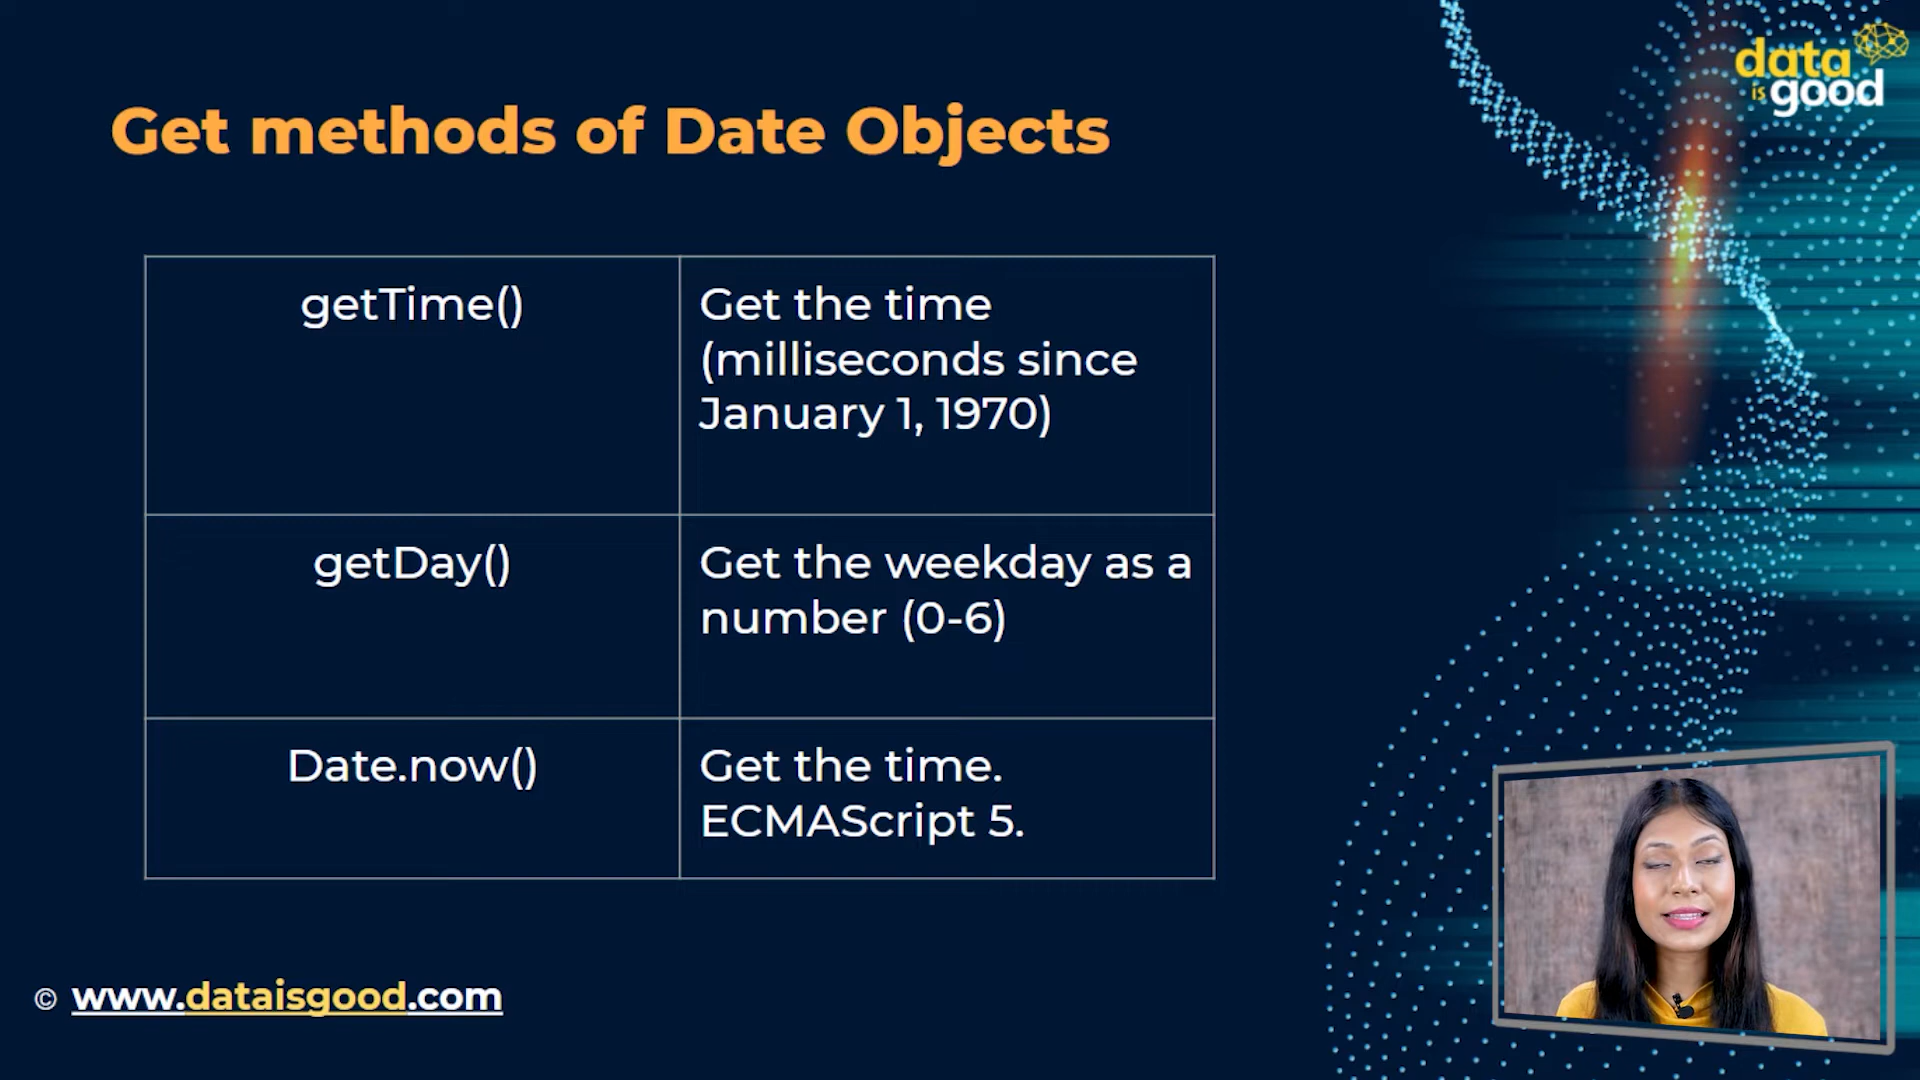 data
is good
Get methods of Date Objects
getTime()
Get the time
(milliseconds since
January 1, 1970)
getDay()
Get the weekday as a
number (0-6)
Date.now()
Get the time.
ECMAScript 5.
© www.dataisgood.com